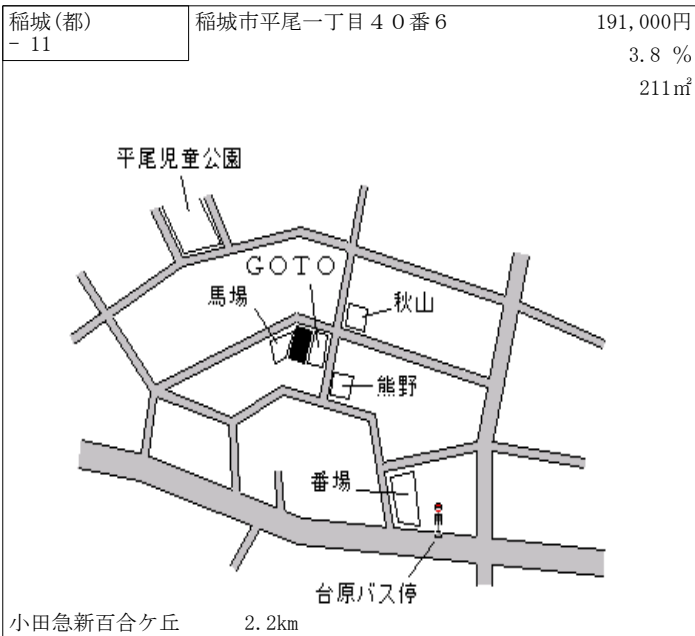 稲城(都)
- 11
稲城市平尾一丁目４０番６
191,000円
3.8 %
211㎡
平尾児童公園
ＧＯＴＯ
馬場
秋山
熊野
番場
台原バス停
小田急新百合ケ丘 2.2km